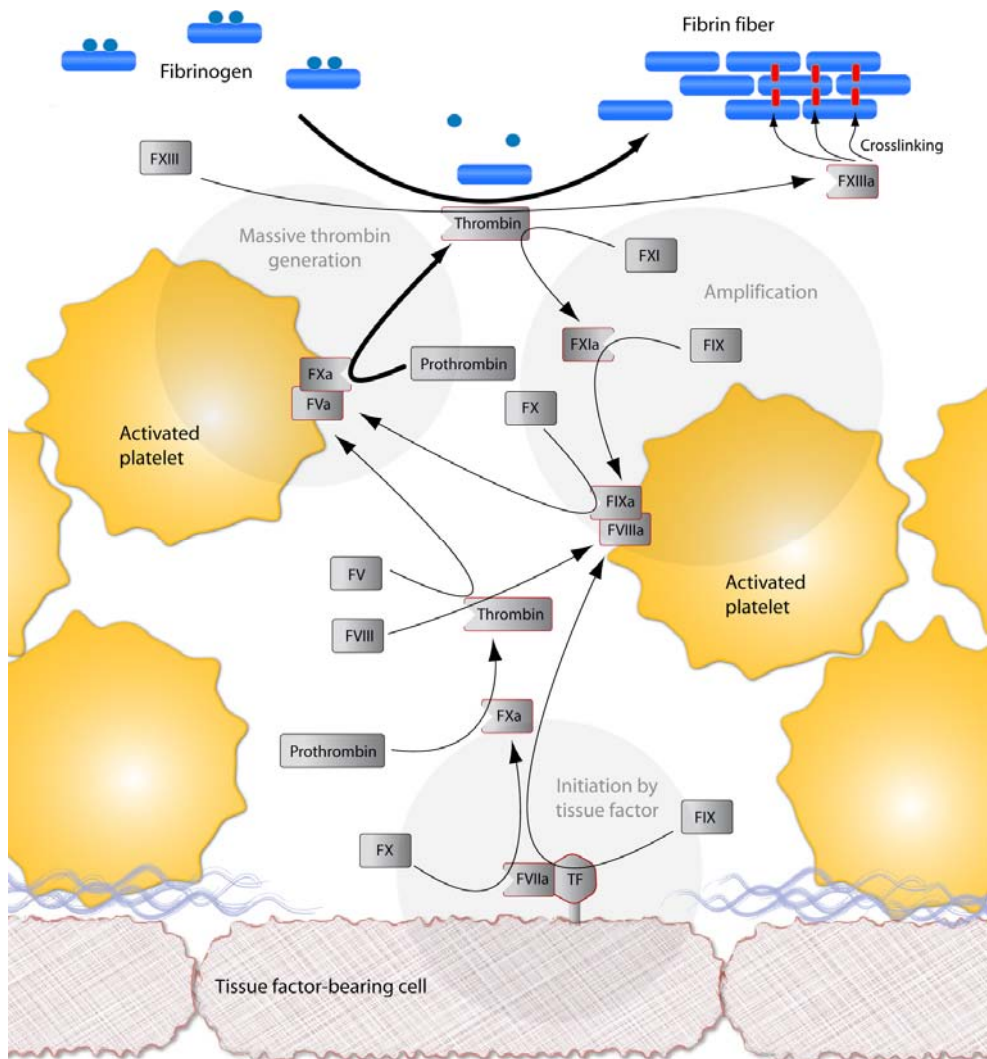 Fibrin fiber
Fibrinogen
Crosslinking
FXIII
FXIIIa
Thrombin
Massive thrombin
generation
FXI
Amplification
FXIa
FIX
FXa
Prothrombin
FVa
FX
Activated
platelet
FIXa
FVIIIa
FV
Activated
platelet
Thrombin
FVIII
FXa
Prothrombin
Initiation by
tissue factor
FIX
FX
FVIIa
TF
Tissue factor-bearing cell